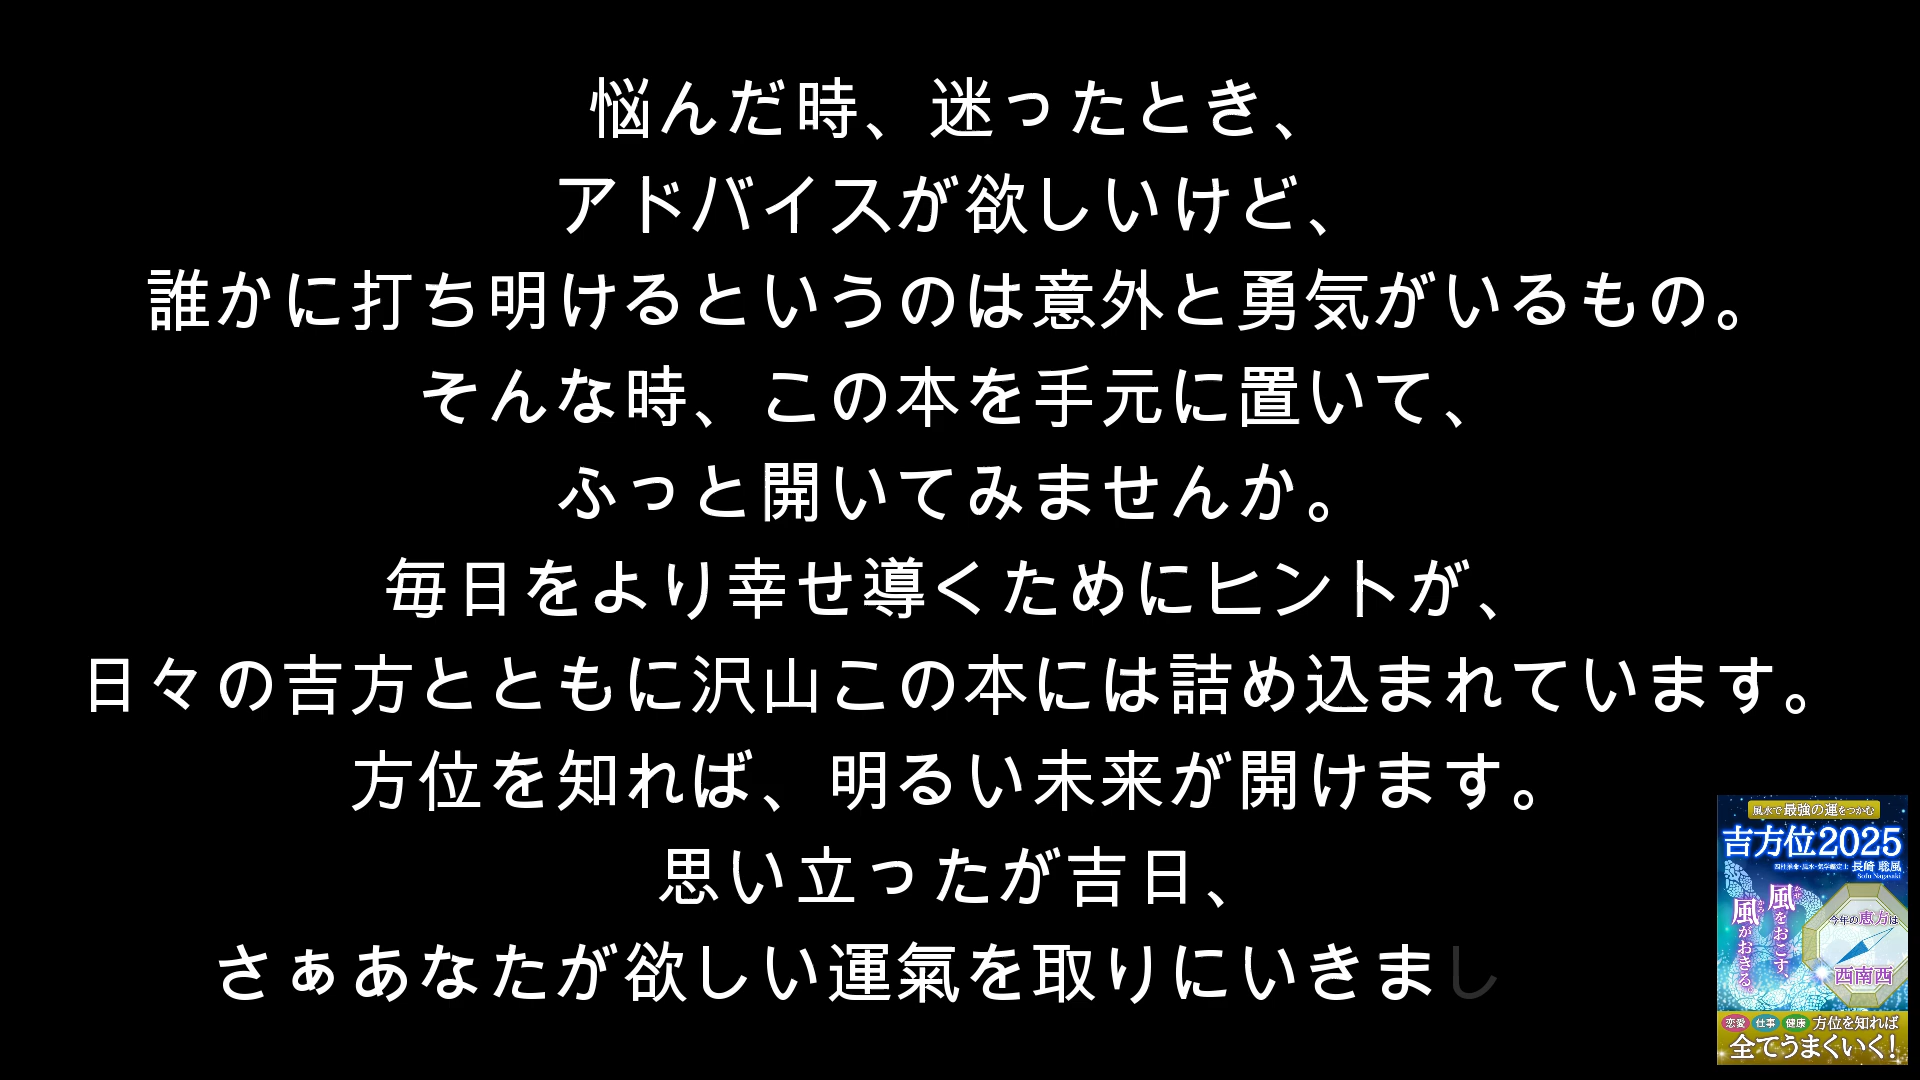 悩んだ時、迷ったとき、
アドバイスが欲しいけど、
誰かに打ち明けるというのは意外と勇気がいるもの。
そんな時、この本を手元に置いて、
ふっと開いてみませんか。
毎日をより幸せ導くためにヒントが、
日々の吉方とともに沢山この本には詰め込まれています。
方位を知れば、明るい未来が開けます。
思い立ったが吉日、
さぁあなたが欲しい運氣を取りにいきまし
風水で最強の運をつかむ
吉方位2025
長崎 聡風
Sofu Nagasaki
風をおこす、
風がおきる。
今年の恵方は
西南西
恋愛 仕事 健康 方位を知れば
全てうまくいく!